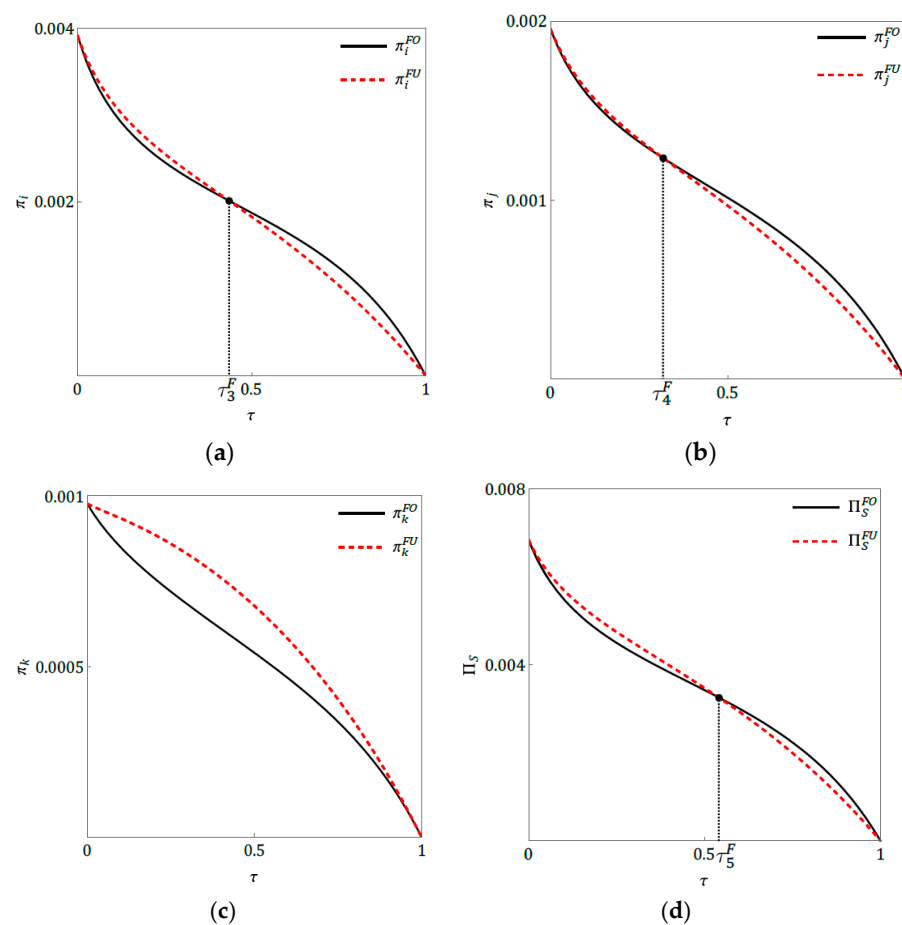 0.004
π_i^{FO}
π_i^{FU}
π_i
0.002
0
τ_3^F
0.5
1
τ
(a)
0.002
π_j^{FO}
π_j^{FU}
π_j
0.001
0
τ_4^F
0.5
τ
(b)
0.001
π_k^{FO}
π_k^{FU}
π_k
0.0005
0
0.5
1
τ
(c)
0.008
Π_S^{FO}
Π_S^{FU}
Π_S
0.004
0
0.5
τ_5^F
1
τ
(d)